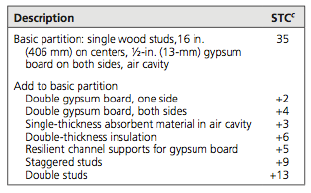 Description STCᶜ
Basic partition: single wood studs,16 in. 35
(406 mm) on centers, ½-in. (13-mm) gypsum
board on both sides, air cavity
Add to basic partition
Double gypsum board, one side +2
Double gypsum board, both sides +4
Single-thickness absorbent material in air cavity +3
Double-thickness insulation +6
Resilient channel supports for gypsum board +5
Staggered studs +9
Double studs +13